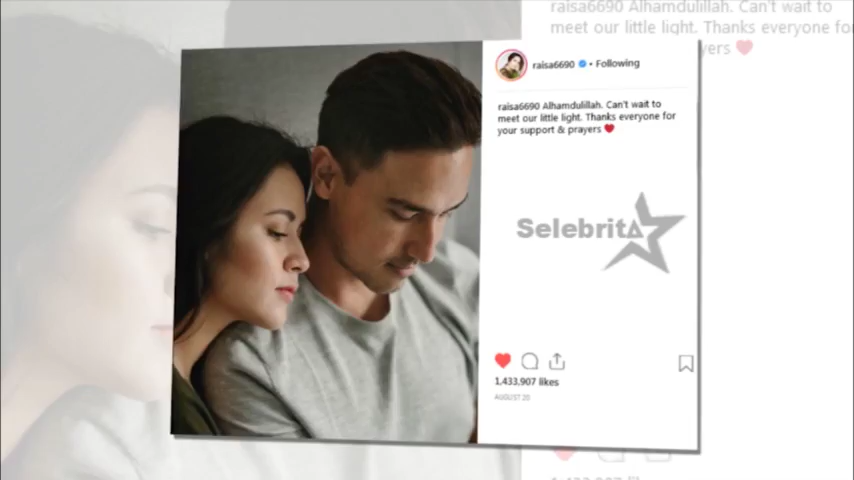 raisa6690 Alhamdulillah. Can't wait to
meet our little light. Thanks everyone for
yers
raisa6690 • Following
raisa6690 Alhamdulillah. Can't wait to
meet our little light. Thanks everyone for
your support & prayers
Selebrita
1,433,907 likes
AUGUST 20